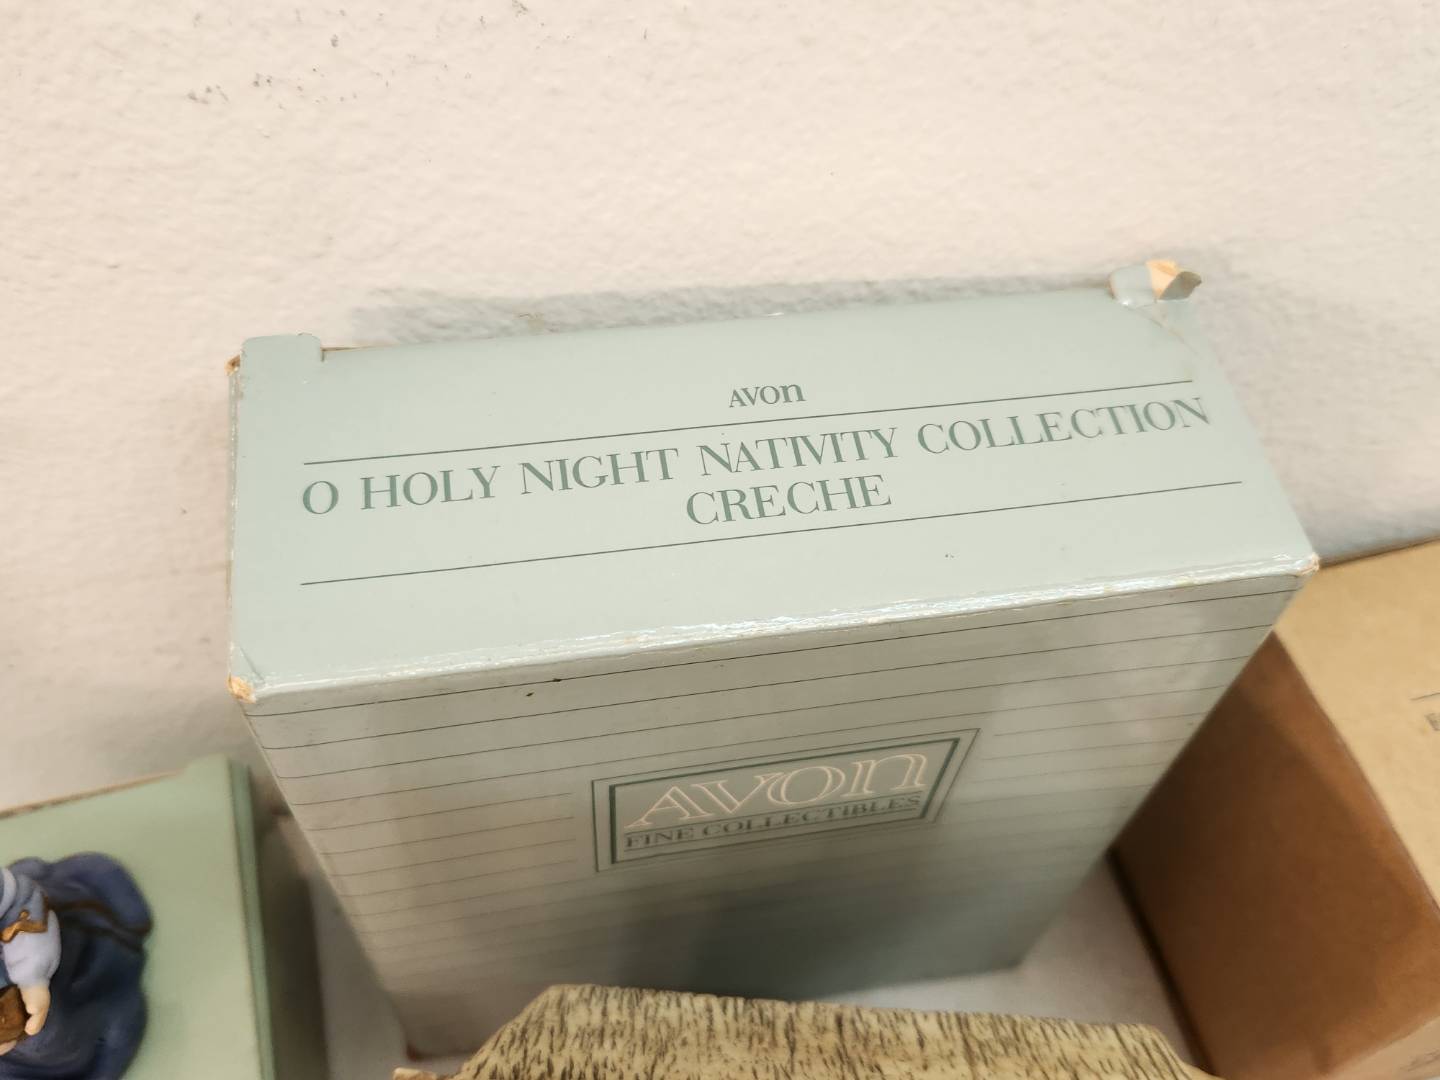 AVON
O HOLY NIGHT NATIVITY COLLECTION
CRECHE
AVON
FINE COLLECTIBLES